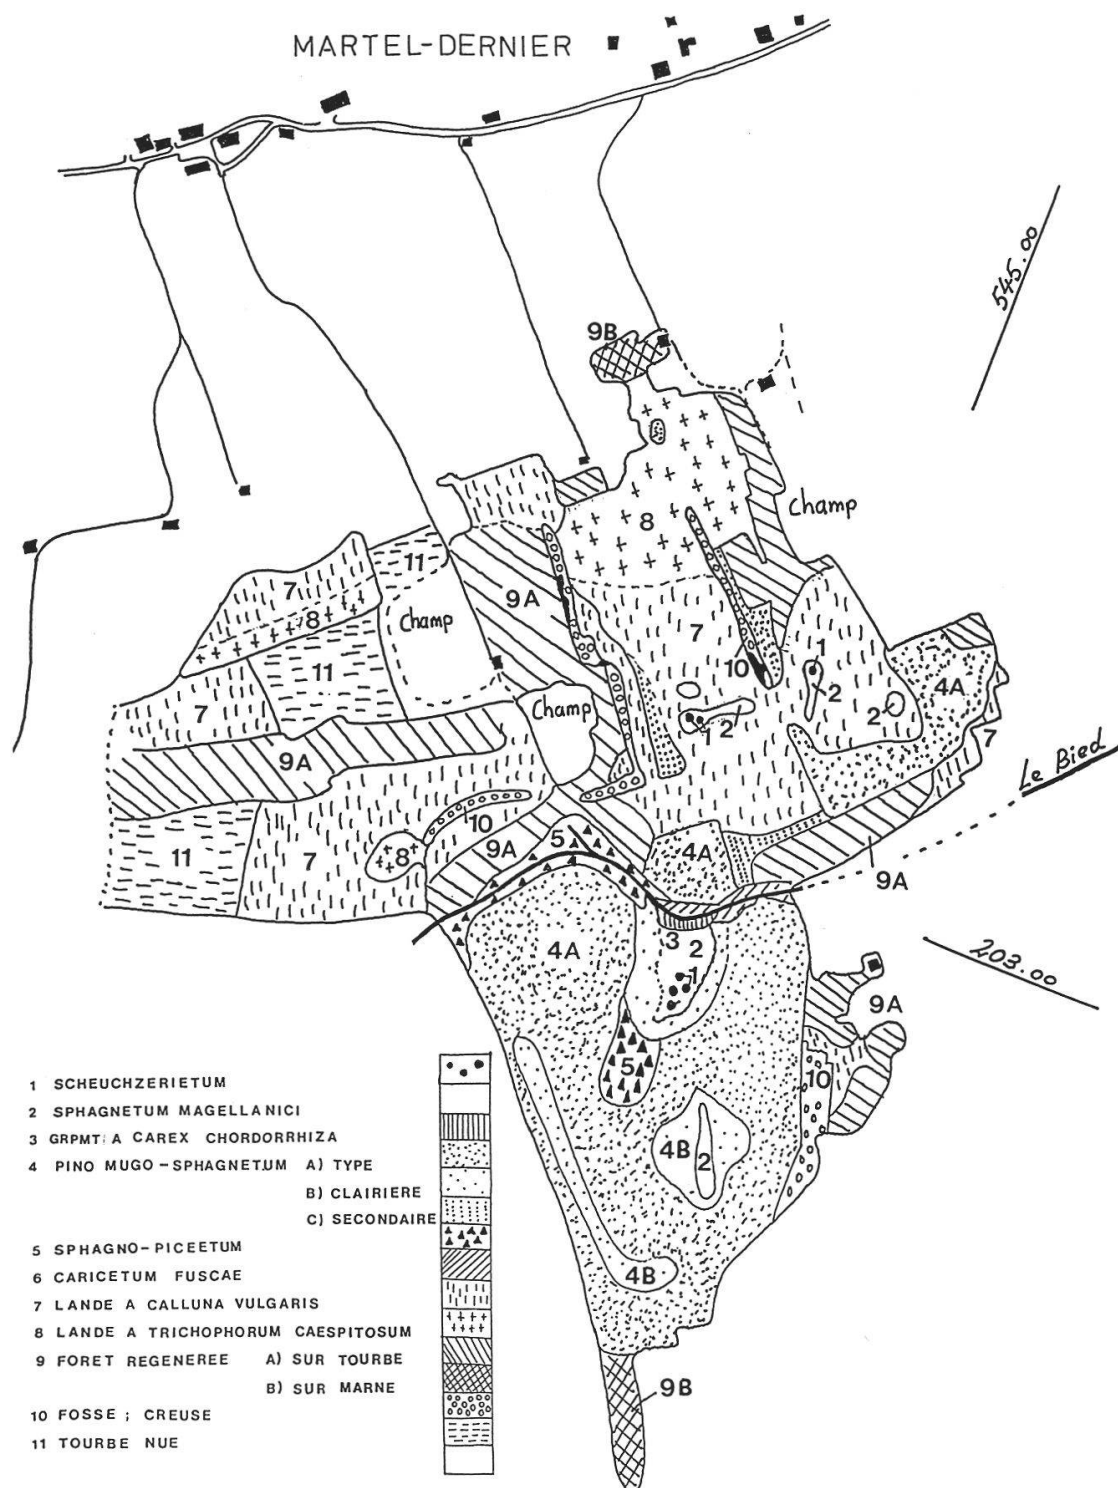 MARTEL-DERNIER
545.00
9B
8
Champ
11
7
8
9A
Champ
7
1
11
10
2
4A
7
Champ
2
1
2
7
9A
Le Bied
10
5
11
7
8
9A
4A
9A
3
2
4A
203.00
1
9A
5
10
4B
2
4B
9B
1 SCHEUCHZERIETUM
2 SPHAGNETUM MAGELLANICI
3 GRPMT: A CAREX CHORDORRHIZA
4 PINO MUGO-SPHAGNETUM A) TYPE
B) CLAIRIERE
C) SECONDAIRE
5 SPHAGNO-PICEETUM
6 CARICETUM FUSCAE
7 LANDE A CALLUNA VULGARIS
8 LANDE A TRICHOPHORUM CAESPITOSUM
9 FORET REGENEREE A) SUR TOURBE
B) SUR MARNE
10 FOSSE ; CREUSE
11 TOURBE NUE